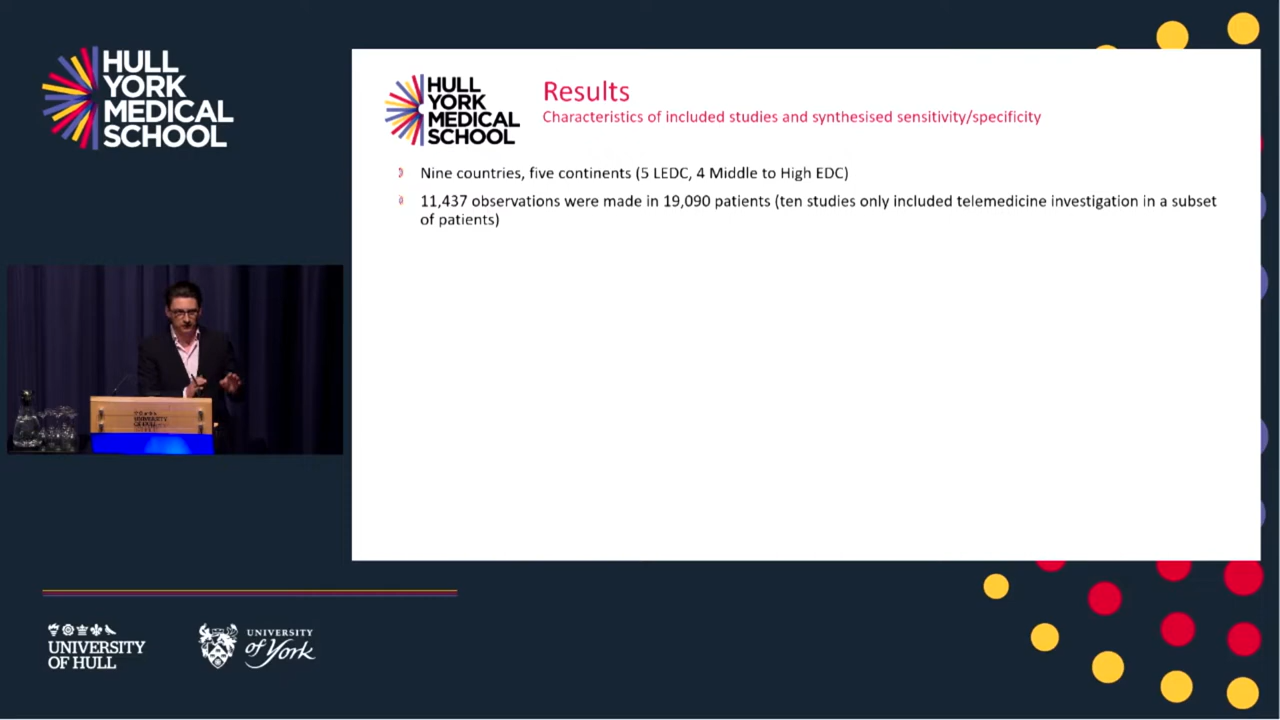 HULL
YORK
MEDICAL
SCHOOL
HULL
YORK
MEDICAL
SCHOOL
Results
Characteristics of included studies and synthesised sensitivity/specificity
Nine countries, five continents (5 LEDC, 4 Middle to High EDC)
11,437 observations were made in 19,090 patients (ten studies only included telemedicine investigation in a subset
of patients)
UNIVERSITY
UNIVERSITY
OF HULL
UNIVERSITY
of York